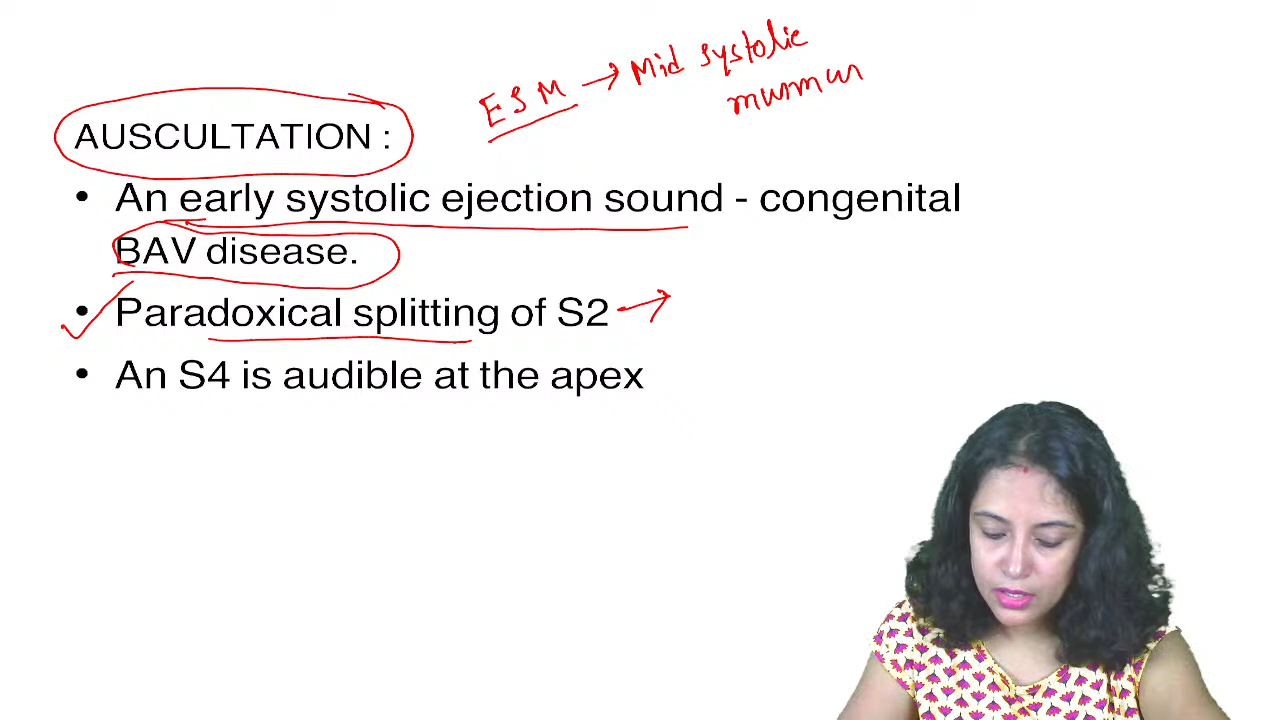 ESM → Mid systolic
murmur
AUSCULTATION :
• An early systolic ejection sound - congenital
BAV disease.
• Paradoxical splitting of S2 →
• An S4 is audible at the apex